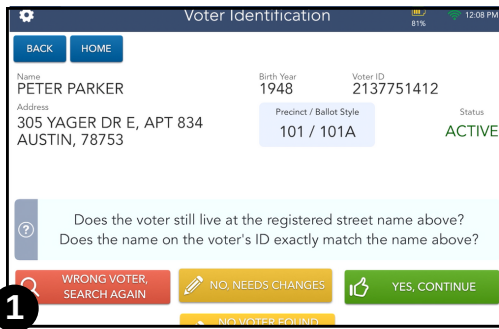 Voter Identification
81%
12:08 PM
BACK
HOME
Name
PETER PARKER
Birth Year
1948
Voter ID
2137751412
Address
305 YAGER DR E, APT 834
AUSTIN, 78753
Precinct / Ballot Style
101 / 101A
Status
ACTIVE
?
Does the voter still live at the registered street name above?
Does the name on the voter's ID exactly match the name above?
WRONG VOTER,
SEARCH AGAIN
NO, NEEDS CHANGES
YES, CONTINUE
NO VOTER FOUND
1